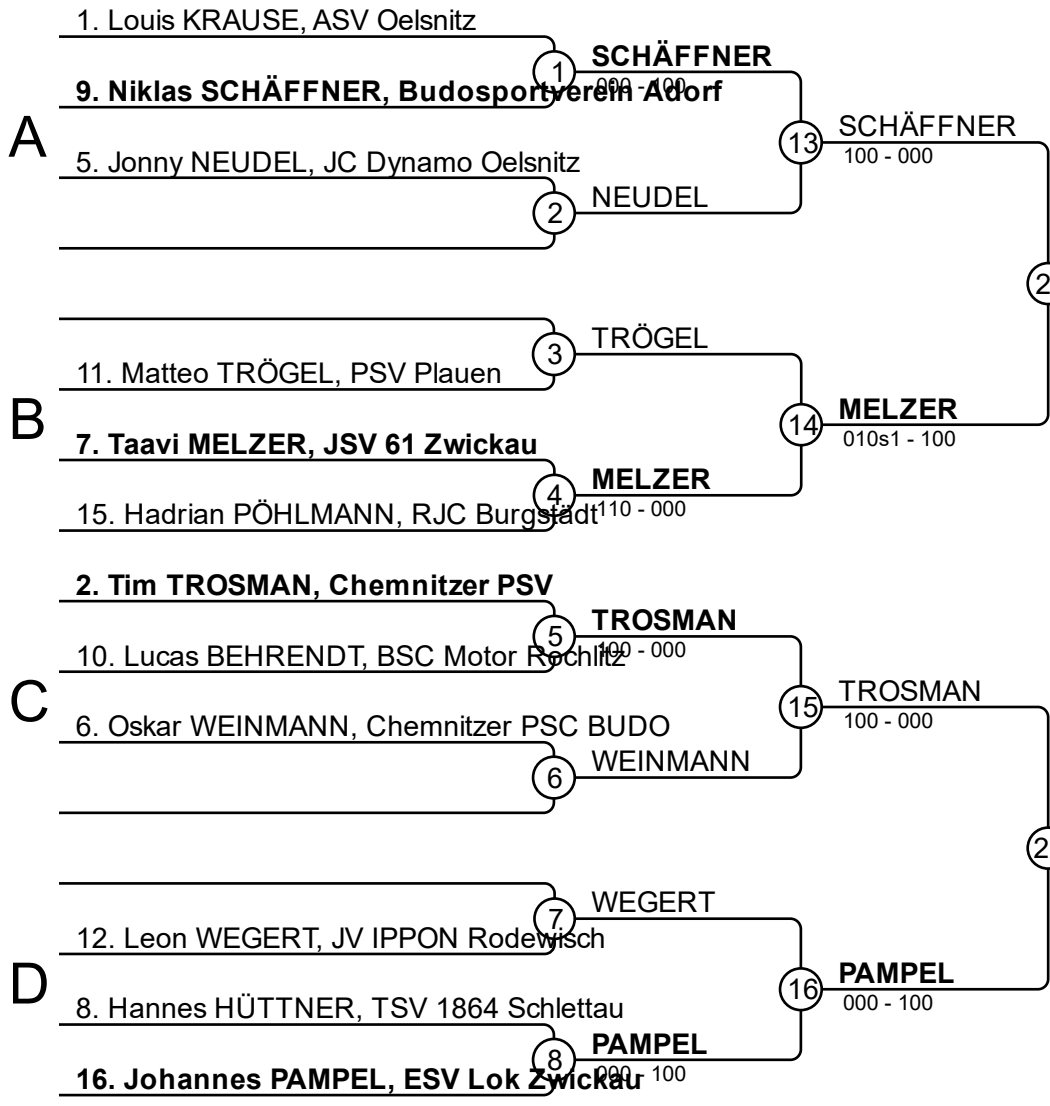 1. Louis KRAUSE, ASV Oelsnitz
1
SCHÄFFNER
000 - 100
9. Niklas SCHÄFFNER, Budosportverein Adorf
A
13
SCHÄFFNER
100 - 000
5. Jonny NEUDEL, JC Dynamo Oelsnitz
2
NEUDEL
2
3
TRÖGEL
11. Matteo TRÖGEL, PSV Plauen
B
14
MELZER
010s1 - 100
7. Taavi MELZER, JSV 61 Zwickau
4
MELZER
110 - 000
15. Hadrian PÖHLMANN, RJC Burgstädt
2. Tim TROSMAN, Chemnitzer PSV
5
TROSMAN
100 - 000
10. Lucas BEHRENDT, BSC Motor Rochlitz
C
15
TROSMAN
100 - 000
6. Oskar WEINMANN, Chemnitzer PSC BUDO
6
WEINMANN
2
7
WEGERT
12. Leon WEGERT, JV IPPON Rodewisch
D
16
PAMPEL
000 - 100
8. Hannes HÜTTNER, TSV 1864 Schlettau
8
PAMPEL
000 - 100
16. Johannes PAMPEL, ESV Lok Zwickau